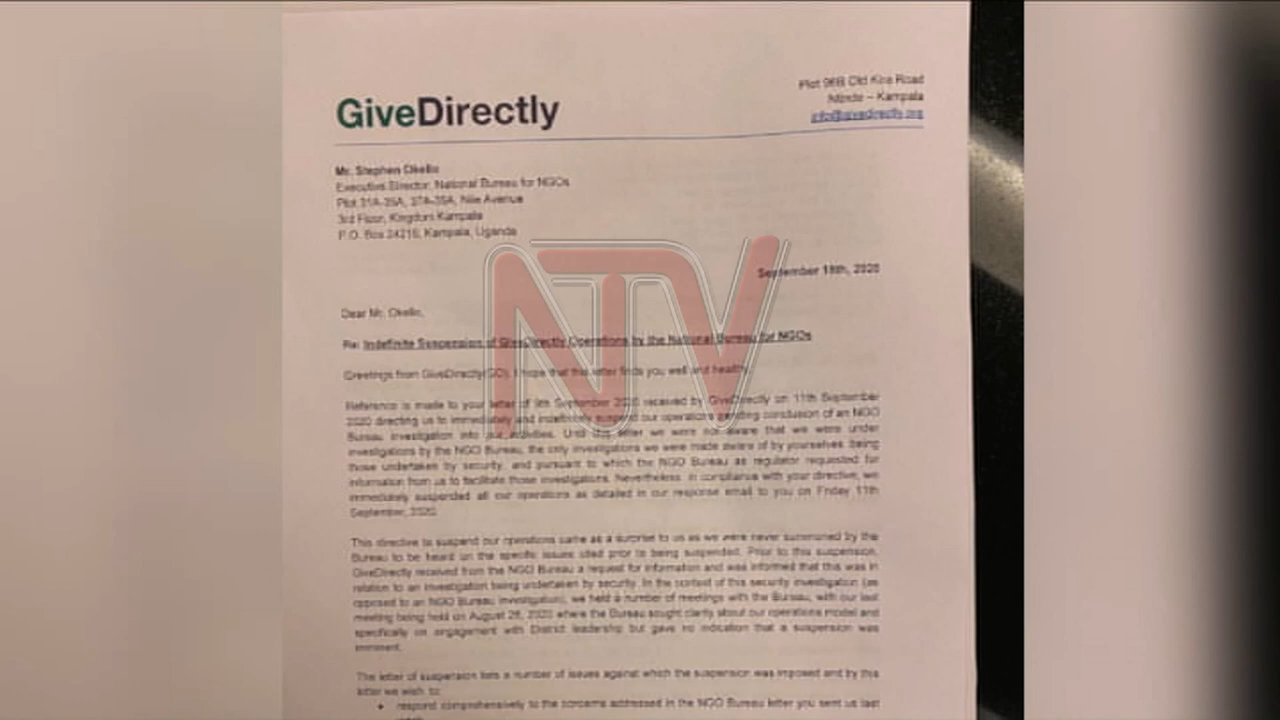 GiveDirectly
Plot 96B Old Kira Road
Ntinda – Kampala
info@givedirectly.org
Mr. Stephen Okello
Executive Director, National Bureau for NGOs
Nile Avenue
3rd Floor, Kingdom Kampala
P.O. Box Kampala, Uganda
NTV
September 18th, 2020
Dear Mr. Okello,
Re: Indefinite Suspension of GiveDirectly Operations by the National Bureau for NGOs
Greetings from GiveDirectly(GD). I hope that this letter finds you well and healthy.
Reference is made to your letter of 9th September 2020 received by GiveDirectly on 11th September
2020 directing us to immediately and indefinitely suspend our operations pending conclusion of an NGO
Bureau investigation into our activities. Until this letter we were not aware that we were under
investigations by the NGO Bureau, the only investigations we were made aware of by yourselves being
those undertaken by security, and pursuant to which the NGO Bureau as regulator requested for
information from us to facilitate those investigations. Nevertheless, in compliance with your directive, we
immediately suspended all our operations as detailed in our response email to you on Friday 11th
September, 2020.
This directive to suspend our operations came as a surprise to us as we were never summoned by the
Bureau to be heard on the specific issues cited prior to being suspended. Prior to this suspension,
GiveDirectly received from the NGO Bureau a request for information and was informed that this was in
relation to an investigation being undertaken by security. In the context of this security investigation (as
opposed to an NGO Bureau investigation), we held a number of meetings with the Bureau, with our last
meeting being held on August 26, 2020 where the Bureau sought clarity about our operations model and
specifically on engagement with District leadership but gave no indication that a suspension was
imminent.
The letter of suspension lists a number of issues against which the suspension was imposed and by this
letter we wish to:
• respond comprehensively to the concerns addressed in the NGO Bureau letter you sent us last